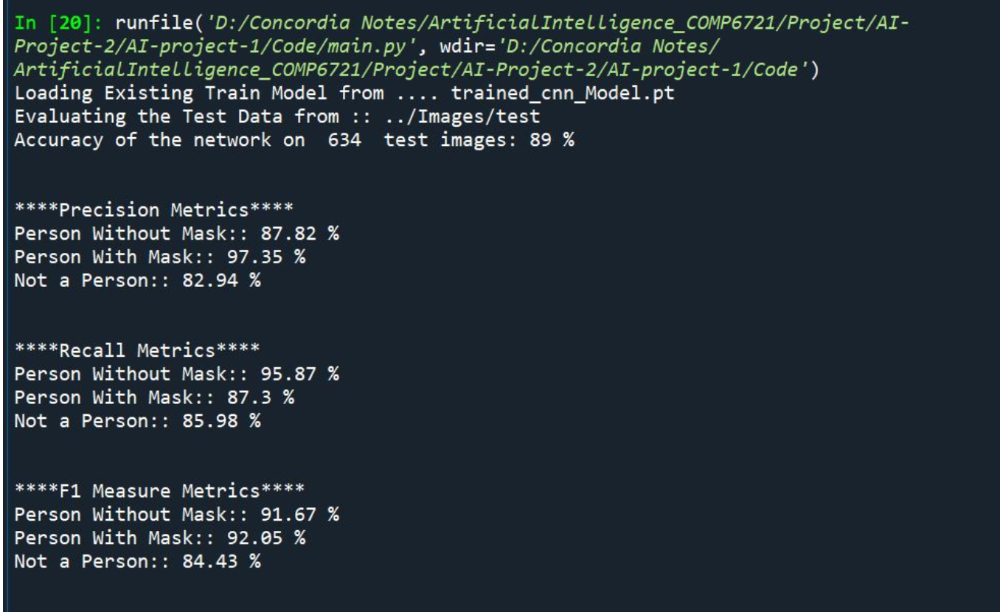 In [20]: runfile('D:/Concordia Notes/ArtificialIntelligence_COMP6721/Project/AI-
Project-2/AI-project-1/Code/main.py', wdir='D:/Concordia Notes/
ArtificialIntelligence_COMP6721/Project/AI-Project-2/AI-project-1/Code')
Loading Existing Train Model from .... trained_cnn_Model.pt
Evaluating the Test Data from :: ../Images/test
Accuracy of the network on  634  test images: 89 %
****Precision Metrics****
Person Without Mask:: 87.82 %
Person With Mask:: 97.35 %
Not a Person:: 82.94 %
****Recall Metrics****
Person Without Mask:: 95.87 %
Person With Mask:: 87.3 %
Not a Person:: 85.98 %
****F1 Measure Metrics****
Person Without Mask:: 91.67 %
Person With Mask:: 92.05 %
Not a Person:: 84.43 %